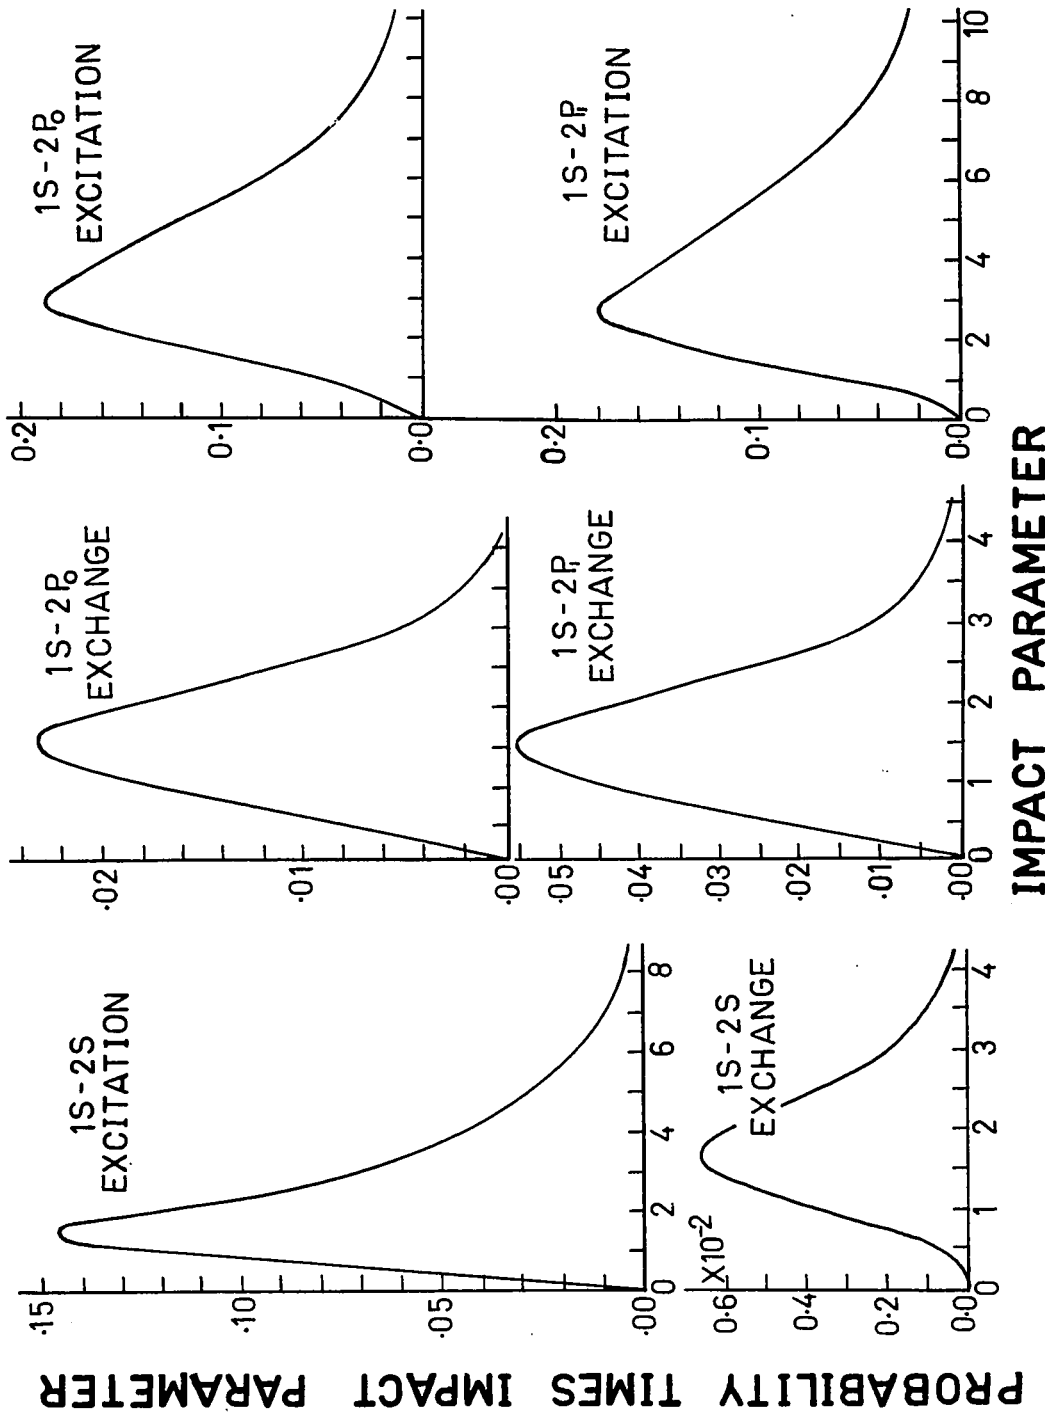 PROBABILITY TIMES IMPACT PARAMETER
1S-2S
EXCITATION
·15
·10
·05
·00
0 2 4 6 8
1S-2S
EXCHANGE
0·6 X10⁻²
0·4
0·2
0·0
0 1 2 3 4
1S-2P₀
EXCHANGE
·02
·01
·00
1S-2P₁
EXCHANGE
·05
·04
·03
·02
·01
·00
0 1 2 3 4
1S-2P₀
EXCITATION
0·2
0·1
0·0
1S-2P₁
EXCITATION
0·2
0·1
0·0
0 2 4 6 8 10
IMPACT PARAMETER